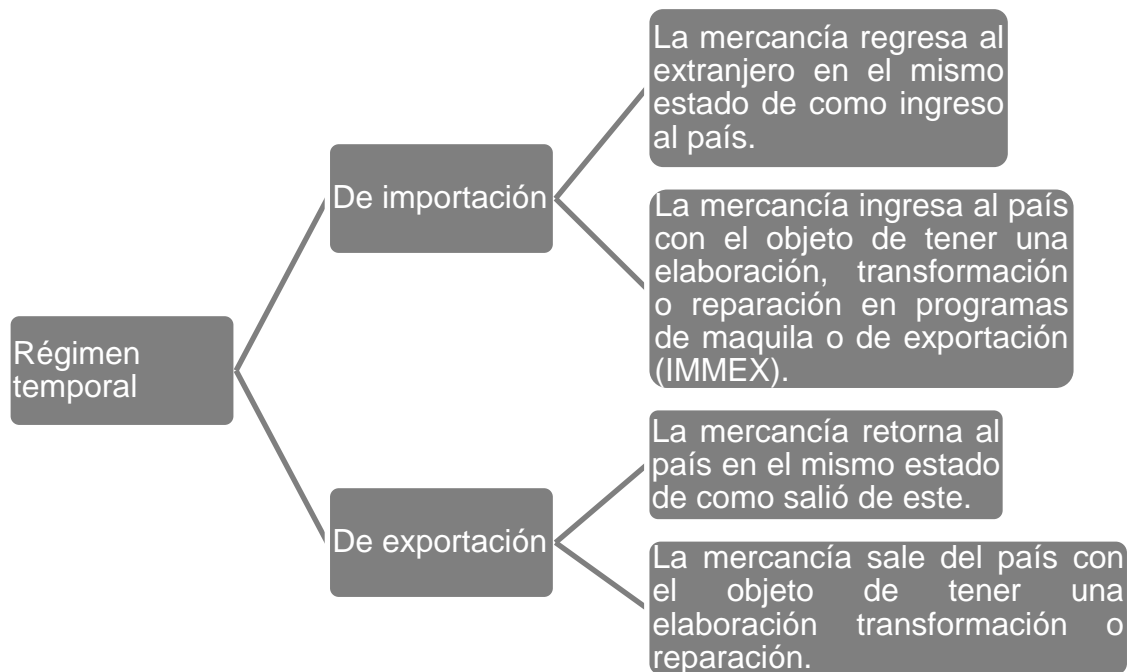 La mercancía regresa al
extranjero en el mismo
estado de como ingreso
al país.
De importación
La mercancía ingresa al país
con el objeto de tener una
elaboración, transformación
o reparación en programas
de maquila o de exportación
(IMMEX).
Régimen
temporal
La mercancía retorna al
país en el mismo estado
de como salió de este.
De exportación
La mercancía sale del país con
el objeto de tener una
elaboración transformación o
reparación.